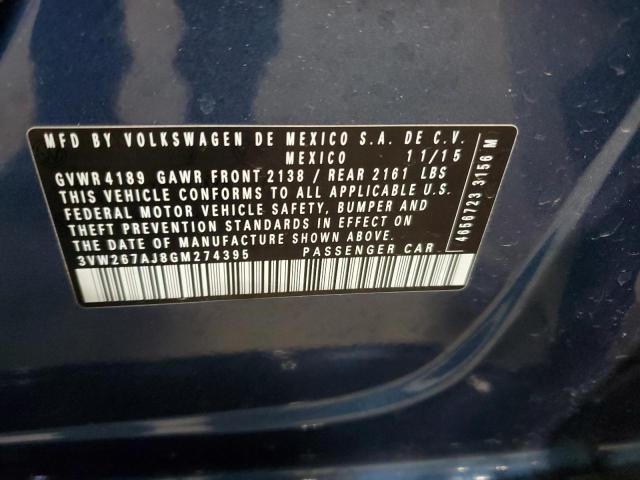 MFD BY VOLKSWAGEN DE MEXICO S.A. DE C.V.
MEXICO 11/15
GVWR 4189 GAWR FRONT 2138 / REAR 2161 LBS
THIS VEHICLE CONFORMS TO ALL APPLICABLE U.S.
FEDERAL MOTOR VEHICLE SAFETY, BUMPER AND
THEFT PREVENTION STANDARDS IN EFFECT ON
THE DATE OF MANUFACTURE SHOWN ABOVE.
3VW267AJ8GM274395 PASSENGER CAR
4656723 3156 M